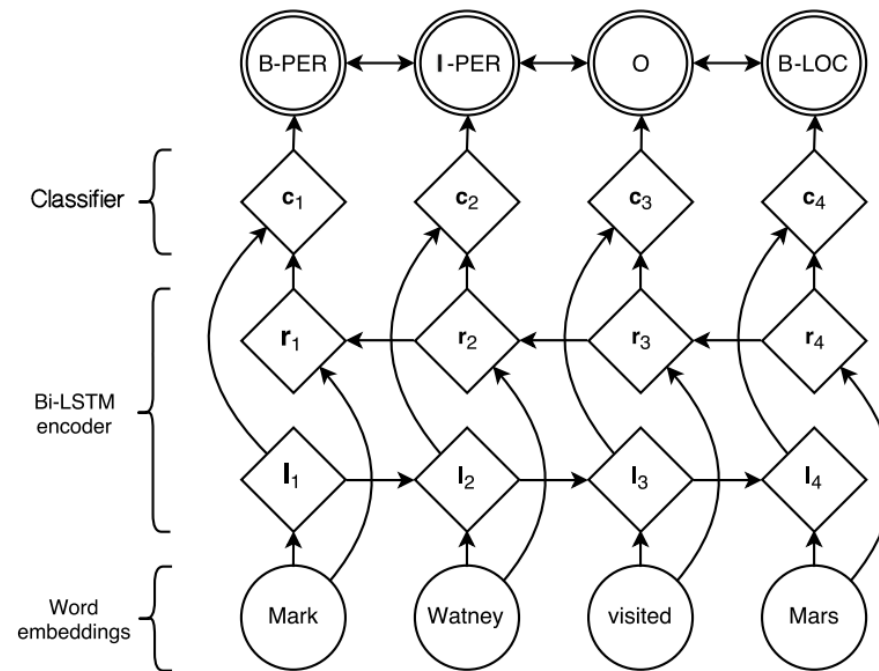 B-PER I-PER O B-LOC
Classifier c₁ c₂ c₃ c₄
r₁ r₂ r₃ r₄
Bi-LSTM
encoder
l₁ l₂ l₃ l₄
Word
embeddings
Mark Watney visited Mars